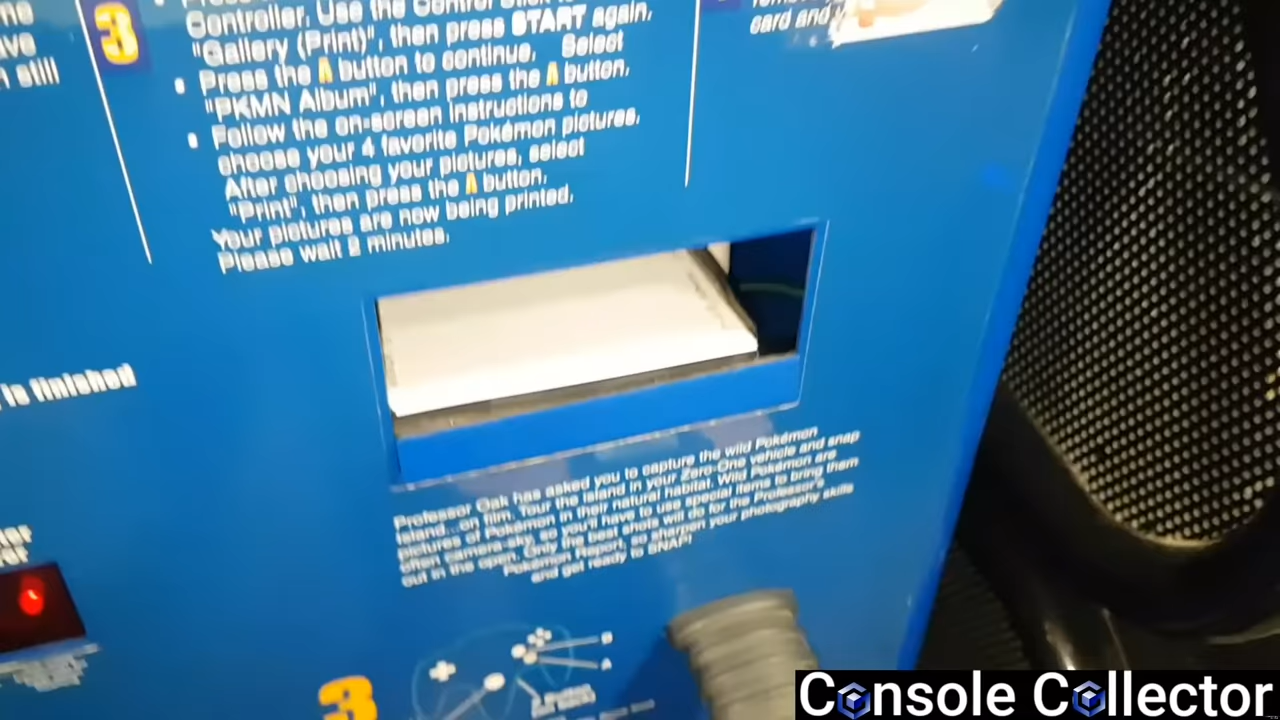 me
ave
n still
3
Controller. Use the Control Stick to
"Gallery (Print)", then press START again.
Press the A button to continue. Select
"PKMN Album", then press the A button.
Follow the on-screen instructions to
choose your 4 favorite Pokémon pictures.
After choosing your pictures, select
"Print", then press the A button.
Your pictures are now being printed.
Please wait 2 minutes.
card and
is finished
Professor Oak has asked you to capture the wild Pokémon
Island...on film. Tour the island in your Zero-One vehicle and snap
pictures of Pokémon in their natural habitat. Wild Pokémon are
often camera-shy, so you'll have to use special items to bring them
out in the open. Only the best shots will do for the Professor's
Pokémon Report, so sharpen your photography skills
and get ready to SNAP!
B
A
3
Console Collector